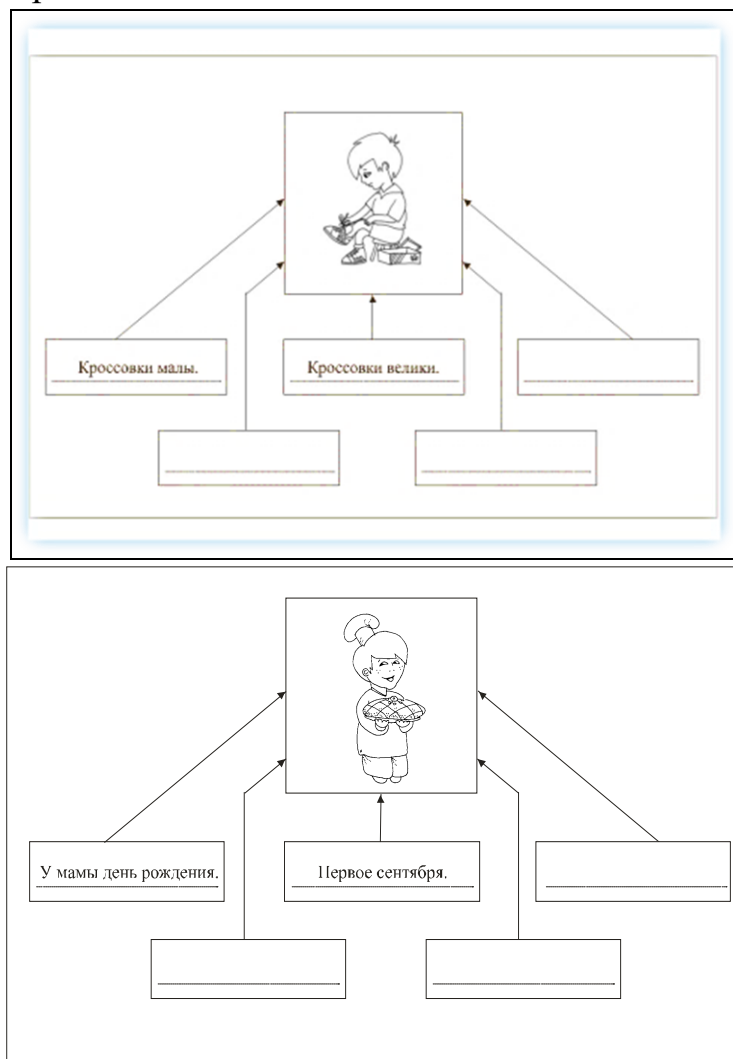 Кроссовки малы.
Кроссовки велики.
У мамы день рождения.
Первое сентября.